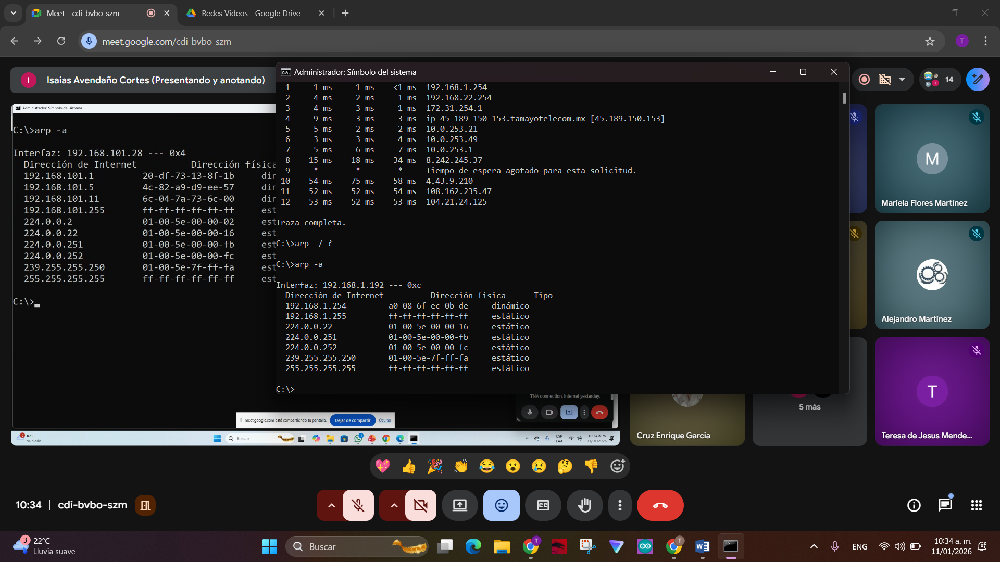 Meet - cdi-bvbo-szm
Redes Videos - Google Drive
meet.google.com/cdi-bvbo-szm
T
I
Isaias Avendaño Cortes (Presentando y anotando)
14
Administrador: Símbolo del sistema
C:\>arp -a
Interfaz: 192.168.101.28 --- 0x4
Dirección de Internet Dirección física
192.168.101.1 20-df-73-13-8f-1b din
192.168.101.5 4c-82-a9-d9-ee-57 din
192.168.101.11 6c-04-7a-73-6c-00 din
192.168.101.255 ff-ff-ff-ff-ff-ff est
224.0.0.2 01-00-5e-00-00-02 est
224.0.0.22 01-00-5e-00-00-16 est
224.0.0.251 01-00-5e-00-00-fb est
224.0.0.252 01-00-5e-00-00-fc est
239.255.255.250 01-00-5e-7f-ff-fa est
255.255.255.255 ff-ff-ff-ff-ff-ff est
C:\>_
Administrador: Símbolo del sistema
1 1 ms 1 ms <1 ms 192.168.1.254
2 4 ms 2 ms 1 ms 192.168.22.254
3 4 ms 3 ms 1 ms 172.31.254.1
4 9 ms 3 ms 3 ms ip-45-189-150-153.tamayotelecom.mx [45.189.150.153]
5 5 ms 2 ms 2 ms 10.0.253.21
6 3 ms 3 ms 4 ms 10.0.253.49
7 5 ms 6 ms 7 ms 10.0.253.1
8 15 ms 18 ms 34 ms 8.242.245.37
9 * * * Tiempo de espera agotado para esta solicitud.
10 54 ms 75 ms 58 ms 4.43.9.210
11 52 ms 52 ms 54 ms 108.162.235.47
12 53 ms 52 ms 53 ms 104.21.24.125
Traza completa.
C:\>arp / ?
C:\>arp -a
Interfaz: 192.168.1.192 --- 0xc
Dirección de Internet Dirección física Tipo
192.168.1.254 a0-08-6f-ec-0b-de dinámico
192.168.1.255 ff-ff-ff-ff-ff-ff estático
224.0.0.22 01-00-5e-00-00-16 estático
224.0.0.251 01-00-5e-00-00-fb estático
224.0.0.252 01-00-5e-00-00-fc estático
239.255.255.250 01-00-5e-7f-ff-fa estático
255.255.255.255 ff-ff-ff-ff-ff-ff estático
C:\>
M
Mariela Flores Martínez
Alejandro Martinez
T
Teresa de Jesus Mende...
5 más
Cruz Enrique Garcia
TNA connection, Internet yesterday.
meet.google.com está compartiendo tu pantalla.
Dejar de compartir
Ocultar
3
16°C
Nublado
Buscar
ESP
LAA
10:34 a. m.
11/01/2026
10:34
cdi-bvbo-szm
CC
3
22°C
Lluvia suave
Buscar
T
T
ENG
10:34 a. m.
11/01/2026